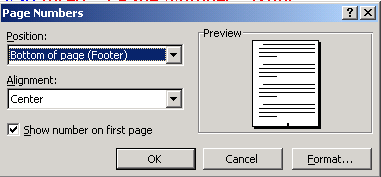 Page Numbers
Position:
Bottom of page (Footer)
Alignment:
Center
Show number on first page
Preview
OK
Cancel
Format...